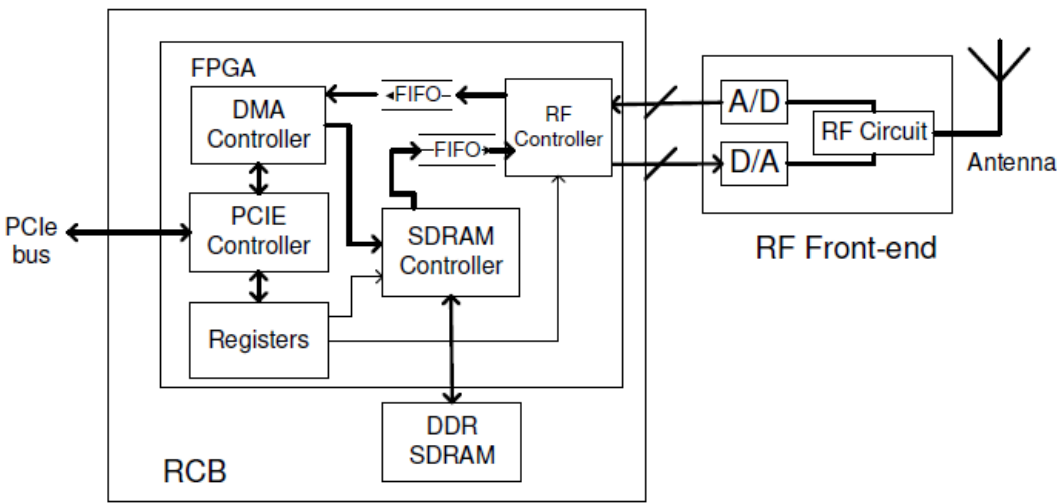 FPGA
DMA
Controller
FIFO
RF
Controller
FIFO
PCIE
Controller
SDRAM
Controller
Registers
DDR
SDRAM
RCB
PCIe
bus
A/D
D/A
RF Circuit
Antenna
RF Front-end